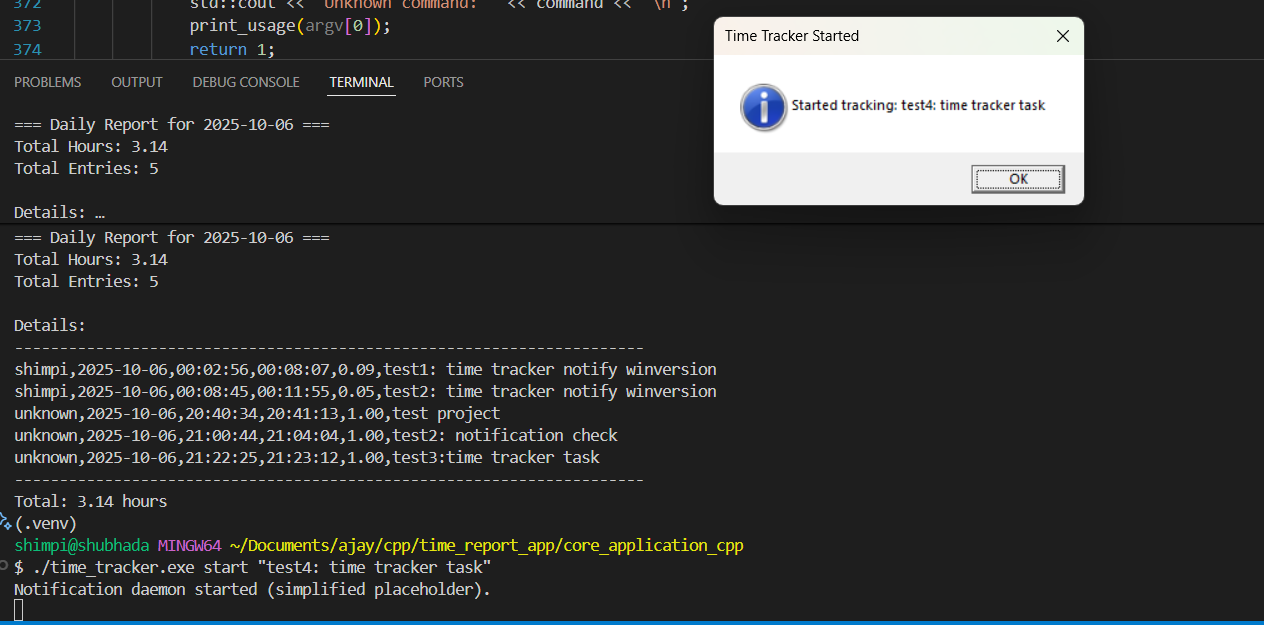 372 std::cout << "Unknown command: " << command << "\n";
373 print_usage(argv[0]);
374 return 1;
Time Tracker Started
Started tracking: test4: time tracker task
OK
PROBLEMS OUTPUT DEBUG CONSOLE TERMINAL PORTS
=== Daily Report for 2025-10-06 ===
Total Hours: 3.14
Total Entries: 5
Details: …
=== Daily Report for 2025-10-06 ===
Total Hours: 3.14
Total Entries: 5
Details:
----------------------------------------------------------------------
shimpi,2025-10-06,00:02:56,00:08:07,0.09,test1: time tracker notify winversion
shimpi,2025-10-06,00:08:45,00:11:55,0.05,test2: time tracker notify winversion
unknown,2025-10-06,20:40:34,20:41:13,1.00,test project
unknown,2025-10-06,21:00:44,21:04:04,1.00,test2: notification check
unknown,2025-10-06,21:22:25,21:23:12,1.00,test3:time tracker task
----------------------------------------------------------------------
Total: 3.14 hours
(.venv)
shimpi@shubhada MINGW64 ~/Documents/ajay/cpp/time_report_app/core_application_cpp
$ ./time_tracker.exe start "test4: time tracker task"
Notification daemon started (simplified placeholder).